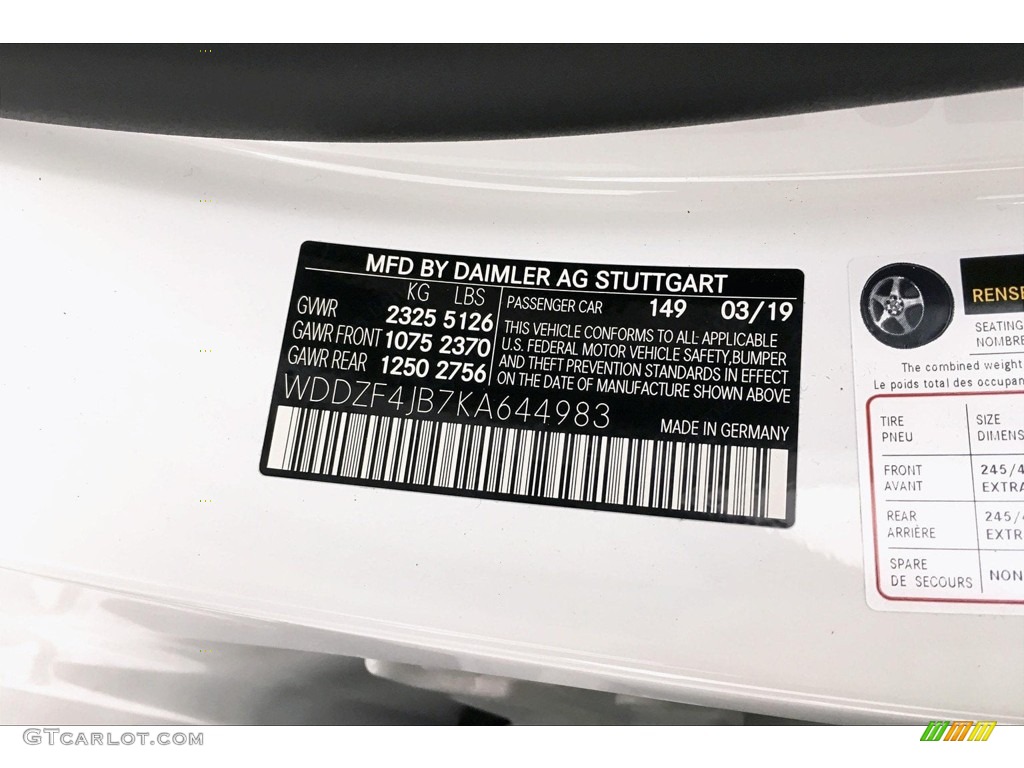 MFD BY DAIMLER AG STUTTGART
KG LBS
GVWR 2325 5126
GAWR FRONT 1075 2370
GAWR REAR 1250 2756
PASSENGER CAR 149 03/19
THIS VEHICLE CONFORMS TO ALL APPLICABLE
U.S. FEDERAL MOTOR VEHICLE SAFETY, BUMPER
AND THEFT PREVENTION STANDARDS IN EFFECT
ON THE DATE OF MANUFACTURE SHOWN ABOVE
WDDZF4JB7KA644983
MADE IN GERMANY
RENSE
SEATING
NOMBRE
The combined weight
Le poids total des occupan
TIRE SIZE
PNEU DIMENS
FRONT 245/4
AVANT EXTRA
REAR 245/
ARRIÈRE EXTR
SPARE NON
DE SECOURS
GTCARLOT.COM